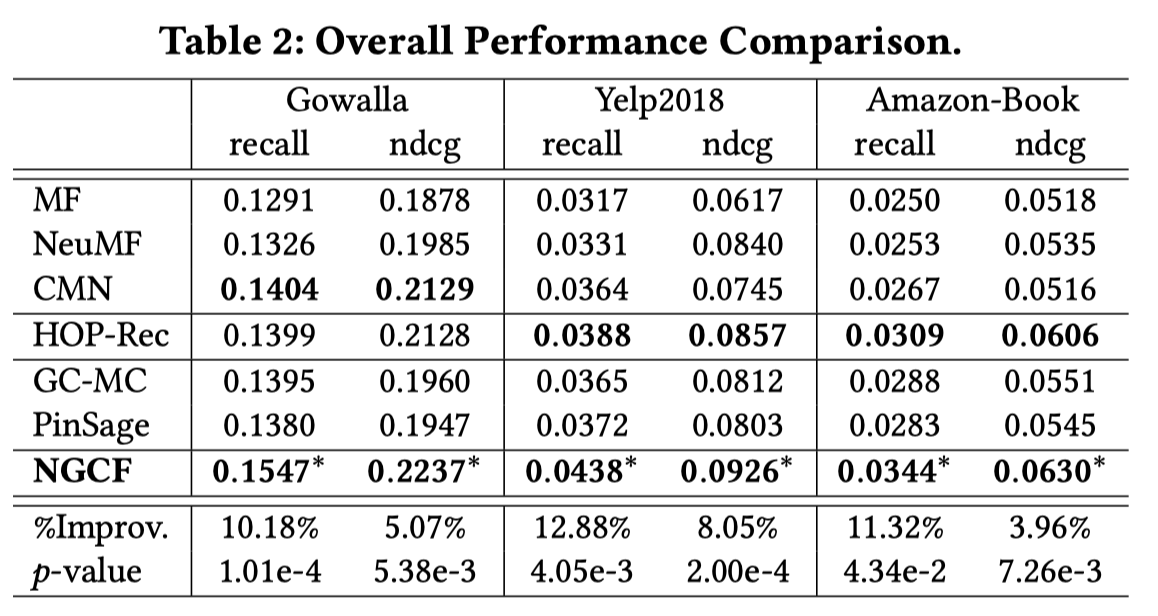 Table 2: Overall Performance Comparison.
Gowalla Yelp2018 Amazon-Book
recall ndcg recall ndcg recall ndcg
MF 0.1291 0.1878 0.0317 0.0617 0.0250 0.0518
NeuMF 0.1326 0.1985 0.0331 0.0840 0.0253 0.0535
CMN 0.1404 0.2129 0.0364 0.0745 0.0267 0.0516
HOP-Rec 0.1399 0.2128 0.0388 0.0857 0.0309 0.0606
GC-MC 0.1395 0.1960 0.0365 0.0812 0.0288 0.0551
PinSage 0.1380 0.1947 0.0372 0.0803 0.0283 0.0545
NGCF 0.1547* 0.2237* 0.0438* 0.0926* 0.0344* 0.0630*
%Improv. 10.18% 5.07% 12.88% 8.05% 11.32% 3.96%
p-value 1.01e-4 5.38e-3 4.05e-3 2.00e-4 4.34e-2 7.26e-3